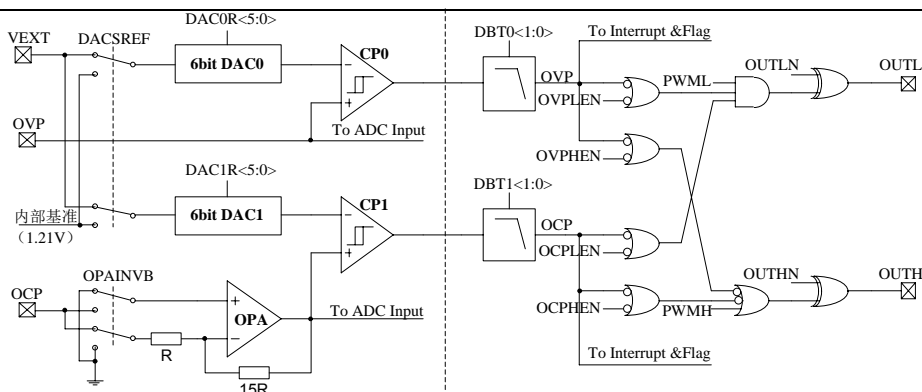 DAC0R<5:0>
VEXT
DACSREF
6bit DAC0
CP0
−
+
OVP
To ADC Input
DAC1R<5:0>
6bit DAC1
CP1
−
+
内部基准
（1.21V）
OCP
OPAINVB
+
−
OPA
To ADC Input
R
15R
DBT0<1:0>
To Interrupt &Flag
OVP
OVPLEN
PWML
OUTLN
OUTL
OVPHEN
DBT1<1:0>
OCP
OCPLEN
OCPHEN
PWMH
OUTHN
OUTH
To Interrupt &Flag